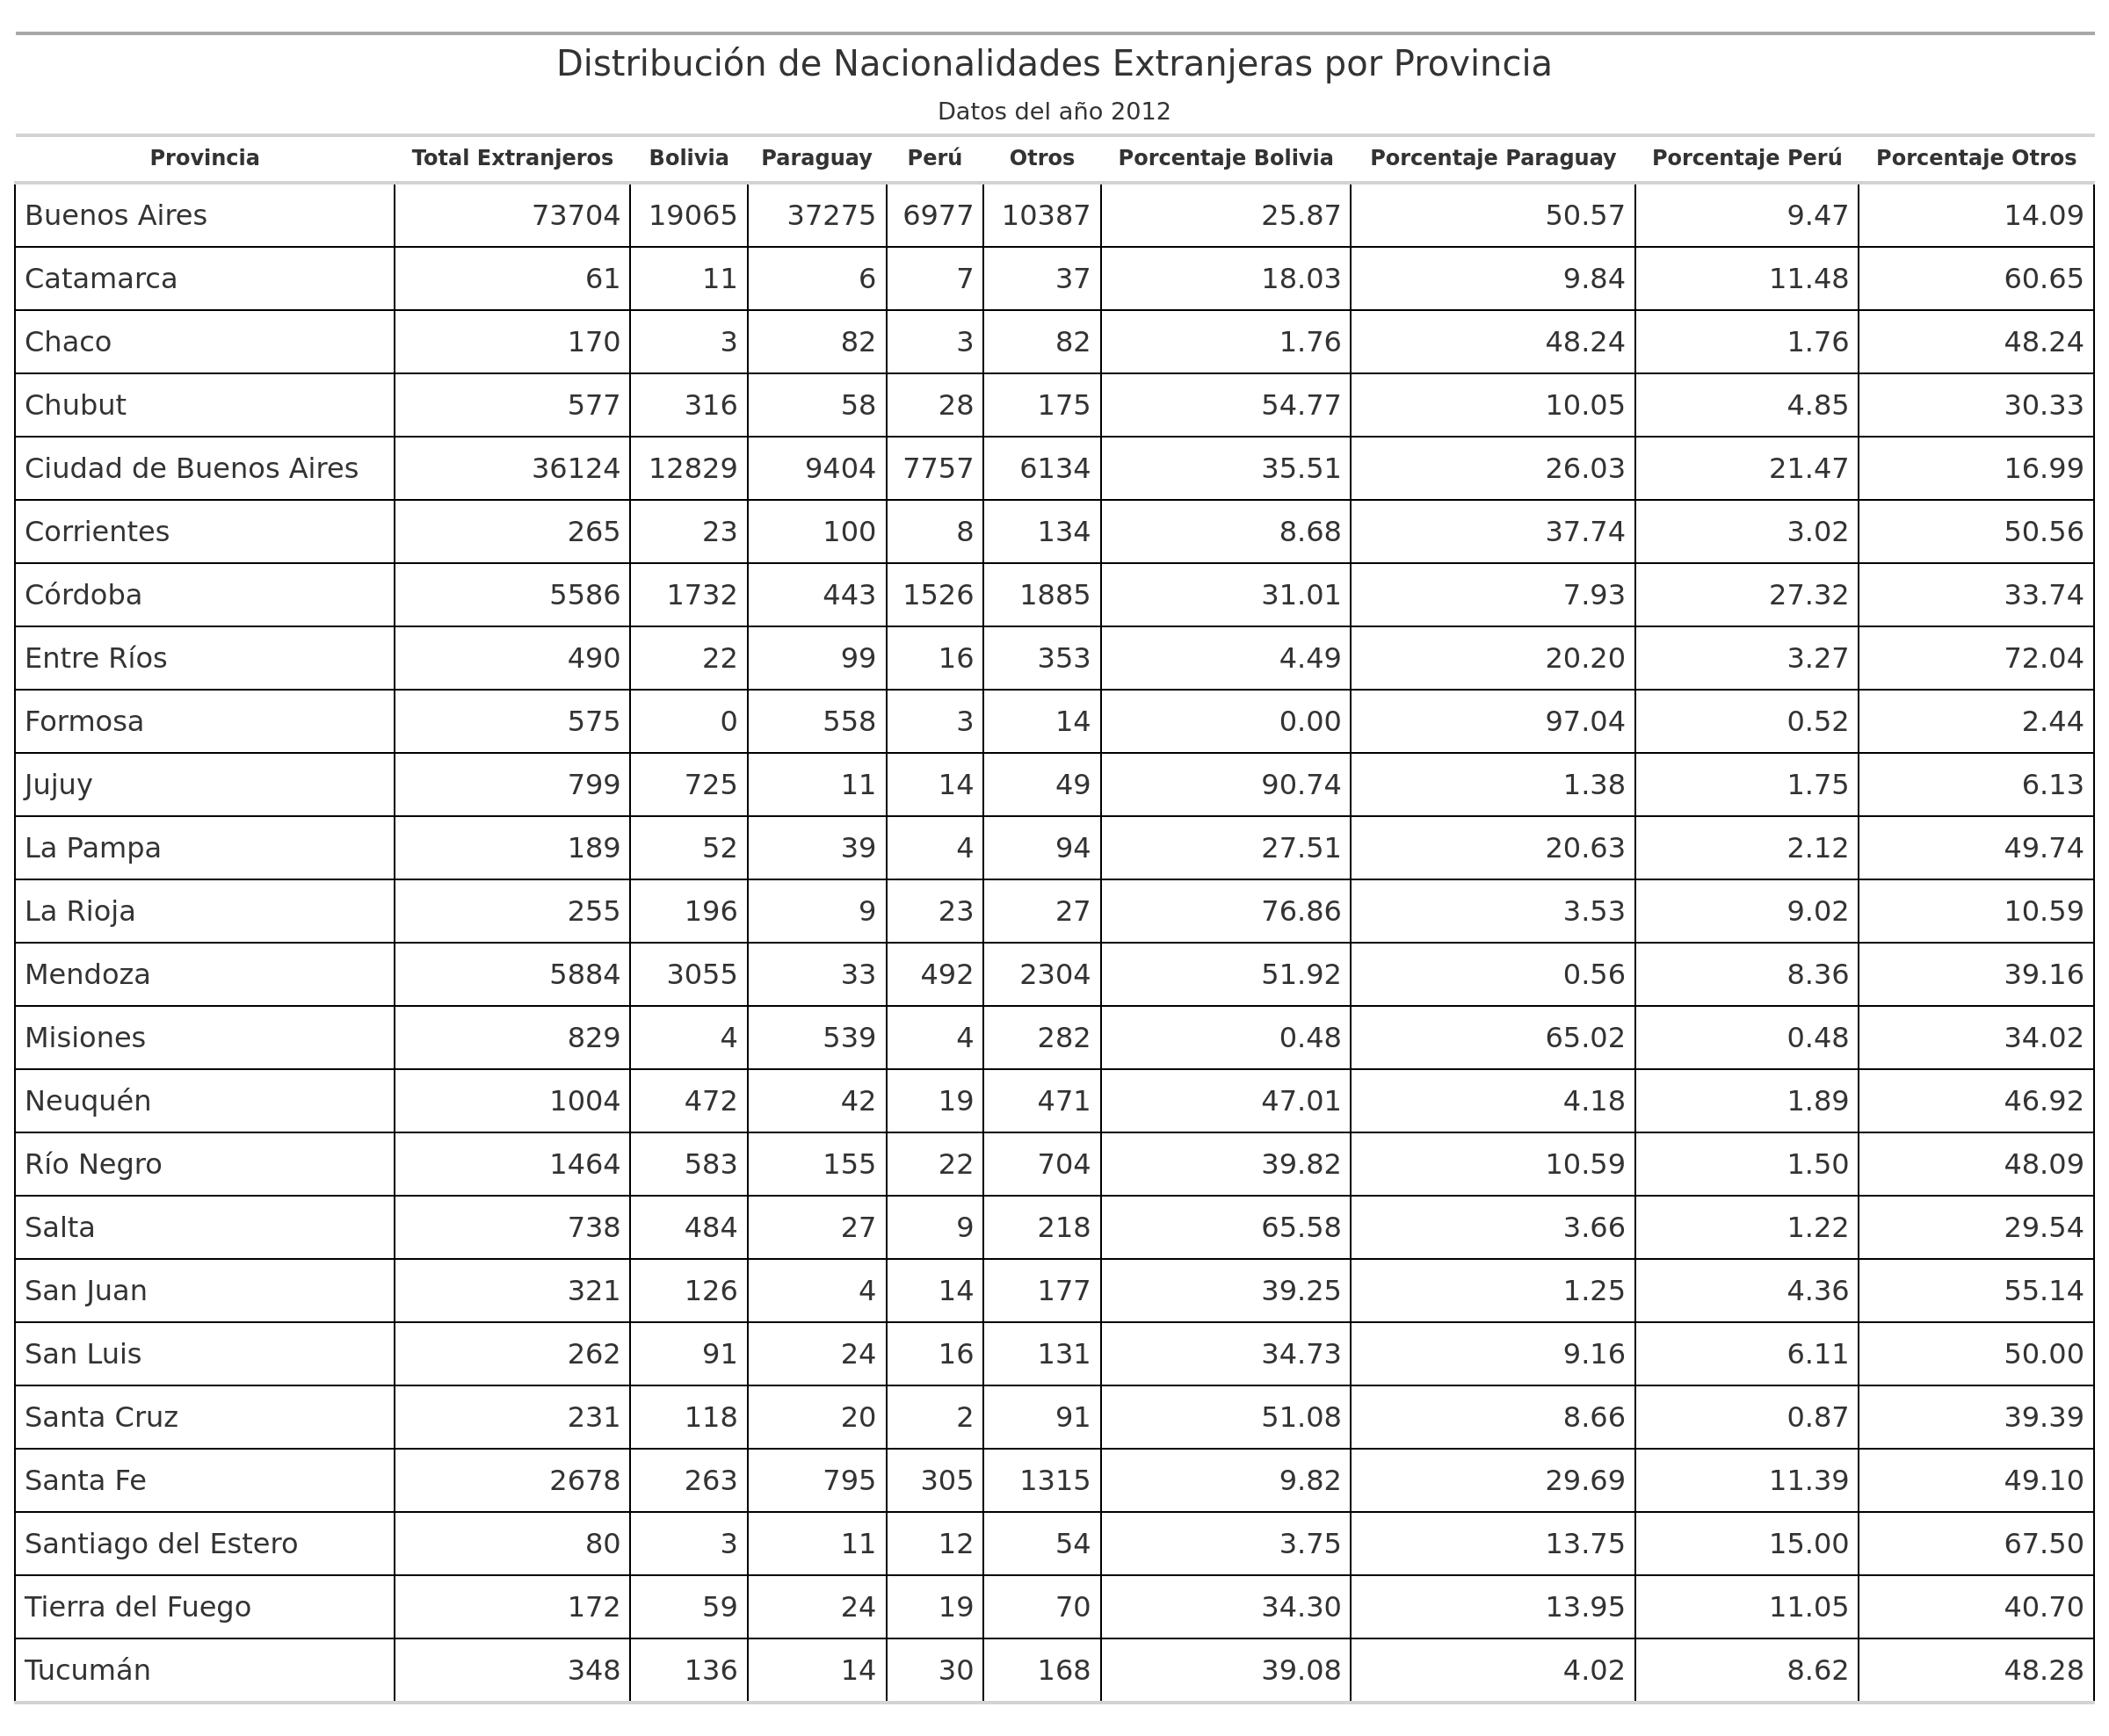 Distribución de Nacionalidades Extranjeras por Provincia
Datos del año 2012
Provincia Total Extranjeros Bolivia Paraguay Perú Otros Porcentaje Bolivia Porcentaje Paraguay Porcentaje Perú Porcentaje Otros
Buenos Aires 73704 19065 37275 6977 10387 25.87 50.57 9.47 14.09
Catamarca 61 11 6 7 37 18.03 9.84 11.48 60.65
Chaco 170 3 82 3 82 1.76 48.24 1.76 48.24
Chubut 577 316 58 28 175 54.77 10.05 4.85 30.33
Ciudad de Buenos Aires 36124 12829 9404 7757 6134 35.51 26.03 21.47 16.99
Corrientes 265 23 100 8 134 8.68 37.74 3.02 50.56
Córdoba 5586 1732 443 1526 1885 31.01 7.93 27.32 33.74
Entre Ríos 490 22 99 16 353 4.49 20.20 3.27 72.04
Formosa 575 0 558 3 14 0.00 97.04 0.52 2.44
Jujuy 799 725 11 14 49 90.74 1.38 1.75 6.13
La Pampa 189 52 39 4 94 27.51 20.63 2.12 49.74
La Rioja 255 196 9 23 27 76.86 3.53 9.02 10.59
Mendoza 5884 3055 33 492 2304 51.92 0.56 8.36 39.16
Misiones 829 4 539 4 282 0.48 65.02 0.48 34.02
Neuquén 1004 472 42 19 471 47.01 4.18 1.89 46.92
Río Negro 1464 583 155 22 704 39.82 10.59 1.50 48.09
Salta 738 484 27 9 218 65.58 3.66 1.22 29.54
San Juan 321 126 4 14 177 39.25 1.25 4.36 55.14
San Luis 262 91 24 16 131 34.73 9.16 6.11 50.00
Santa Cruz 231 118 20 2 91 51.08 8.66 0.87 39.39
Santa Fe 2678 263 795 305 1315 9.82 29.69 11.39 49.10
Santiago del Estero 80 3 11 12 54 3.75 13.75 15.00 67.50
Tierra del Fuego 172 59 24 19 70 34.30 13.95 11.05 40.70
Tucumán 348 136 14 30 168 39.08 4.02 8.62 48.28